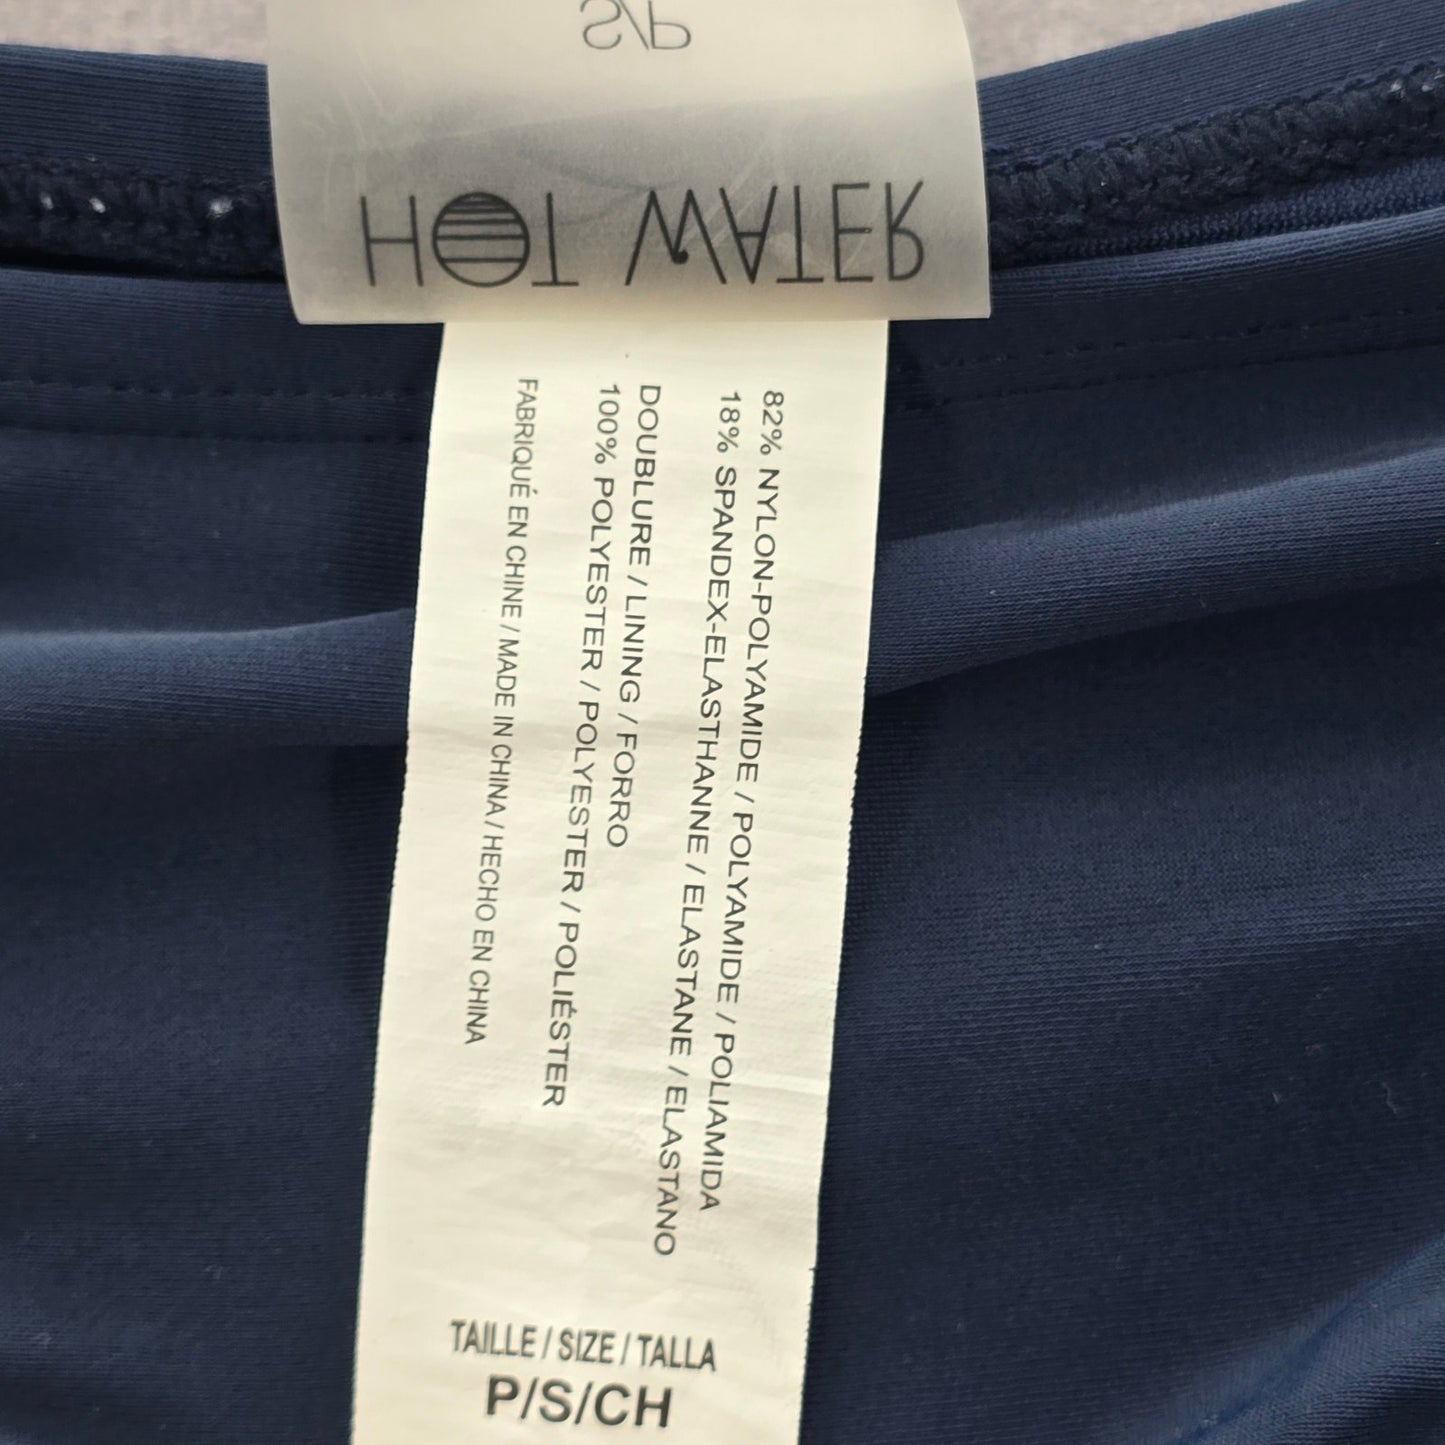 S/P
HOT WATER
82% NYLON-POLYAMIDE / POLYAMIDE / POLIAMIDA
18% SPANDEX-ELASTHANNE / ELASTANE / ELASTANO
DOUBLURE / LINING / FORRO
100% POLYESTER / POLYESTER / POLIÉSTER
FABRIQUÉ EN CHINE / MADE IN CHINA / HECHO EN CHINA
TAILLE / SIZE / TALLA
P/S/CH